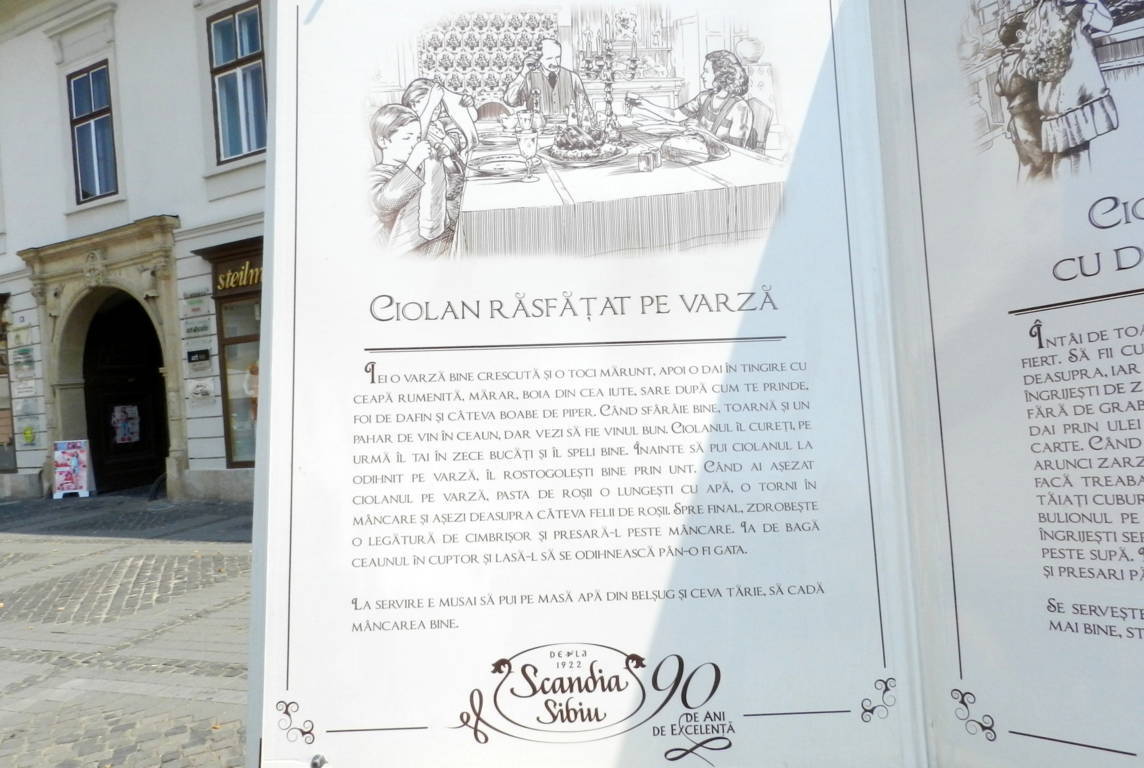 steilm
CIOLAN RĂSFĂȚAT PE VARZĂ
IEI O VARZĂ BINE CRESCUTĂ ȘI O TOCI MĂRUNT, APOI O DAI ÎN TINGIRE CU
CEAPĂ RUMENITĂ, MĂRAR, BOIA DIN CEA IUTE, SARE DUPĂ CUM TE PRINDE,
FOI DE DAFIN ȘI CÂTEVA BOABE DE PIPER. CÂND SFÂRÂIE BINE, TOARNĂ ȘI UN
PAHAR DE VIN ÎN CEAUN, DAR VEZI SĂ FIE VINUL BUN. CIOLANUL ÎL CUREȚI, PE
URMĂ ÎL TAI ÎN ZECE BUCĂȚI ȘI ÎL SPELI BINE. ÎNAINTE SĂ PUI CIOLANUL LA
ODIHNIT PE VARZĂ, ÎL ROSTOGOLEȘTI BINE PRIN UNT. CÂND AI AȘEZAT
CIOLANUL PE VARZĂ, PASTA DE ROȘII O LUNGEȘTI CU APĂ, O TORNI ÎN
MÂNCARE ȘI AȘEZI DEASUPRA CÂTEVA FELII DE ROȘII. SPRE FINAL, ZDROBEȘTE
O LEGĂTURĂ DE CIMBRIȘOR ȘI PRESARĂ-L PESTE MÂNCARE. IA DE BAGĂ
CEAUNUL ÎN CUPTOR ȘI LASĂ-L SĂ SE ODIHNEASCĂ PÂN-O FI GATA.
LA SERVIRE E MUSAI SĂ PUI PE MASĂ APĂ DIN BELȘUG ȘI CEVA TĂRIE, SĂ CADĂ
MÂNCAREA BINE.
DE LA
1922
Scandia
Sibiu
90
DE ANI
DE EXCELENȚĂ
CIO
CU D
ÎNTÂI DE TOA
FIERT. SĂ FII CU
DEASUPRA, IAR
ÎNGRIJEȘTI DE Z
FĂRĂ DE GRAB
DAI PRIN ULEI
CARTE. CÂND
ARUNCI ZARZ
FACĂ TREABA
TĂIAȚI CUBUR
BULIONUL PE
ÎNGRIJEȘTI SEP
PESTE SUPĂ.
ȘI PRESARI PĂ
SE SERVEȘTE
MAI BINE, ST